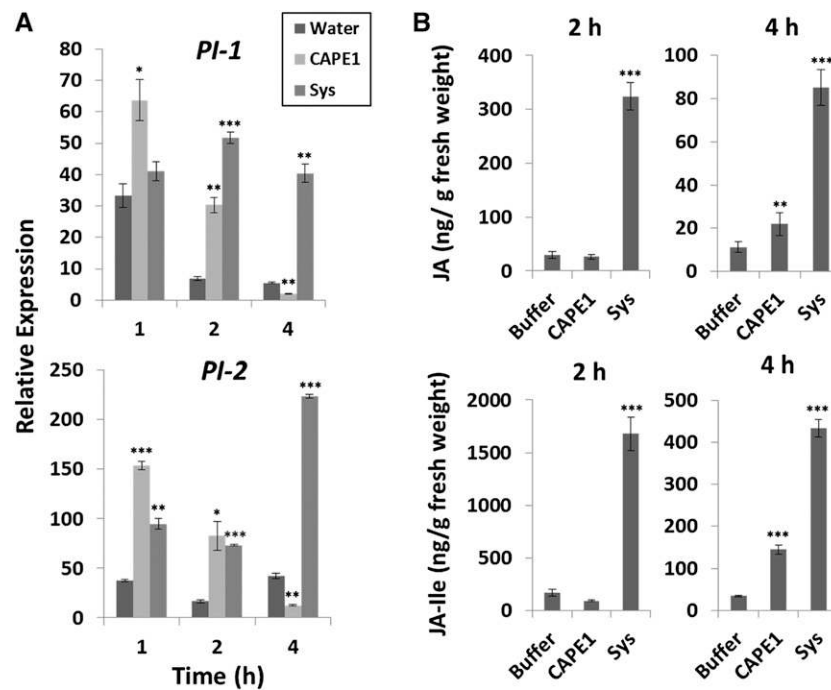 A
PI-1
Water
CAPE1
Sys
80
70
60
50
40
30
20
10
0
*
**
***
**
**
1 2 4
Relative Expression
PI-2
250
200
150
100
50
0
***
**
*
***
**
***
1 2 4
Time (h)
B
2 h
JA (ng/ g fresh weight)
400
300
200
100
0
***
Buffer CAPE1 Sys
4 h
100
80
60
40
20
0
**
***
Buffer CAPE1 Sys
2 h
JA-Ile (ng/g fresh weight)
2000
1500
1000
500
0
***
Buffer CAPE1 Sys
4 h
500
400
300
200
100
0
***
***
Buffer CAPE1 Sys